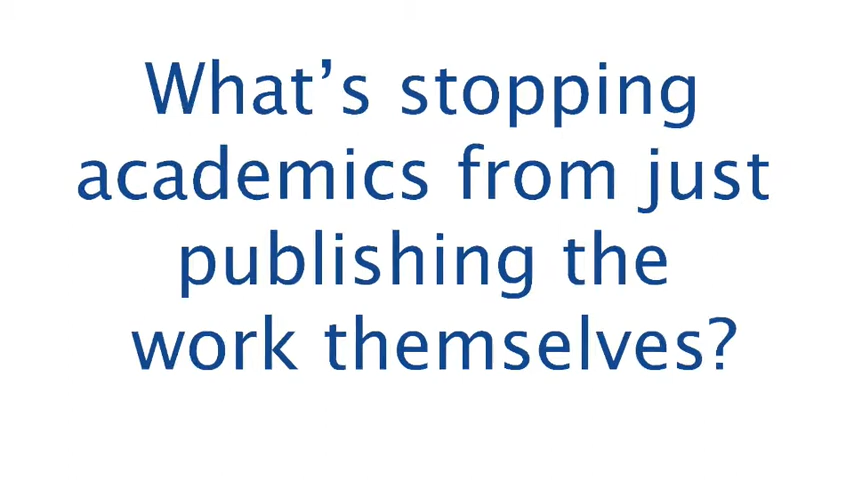 What’s stopping
academics from just
publishing the
work themselves?